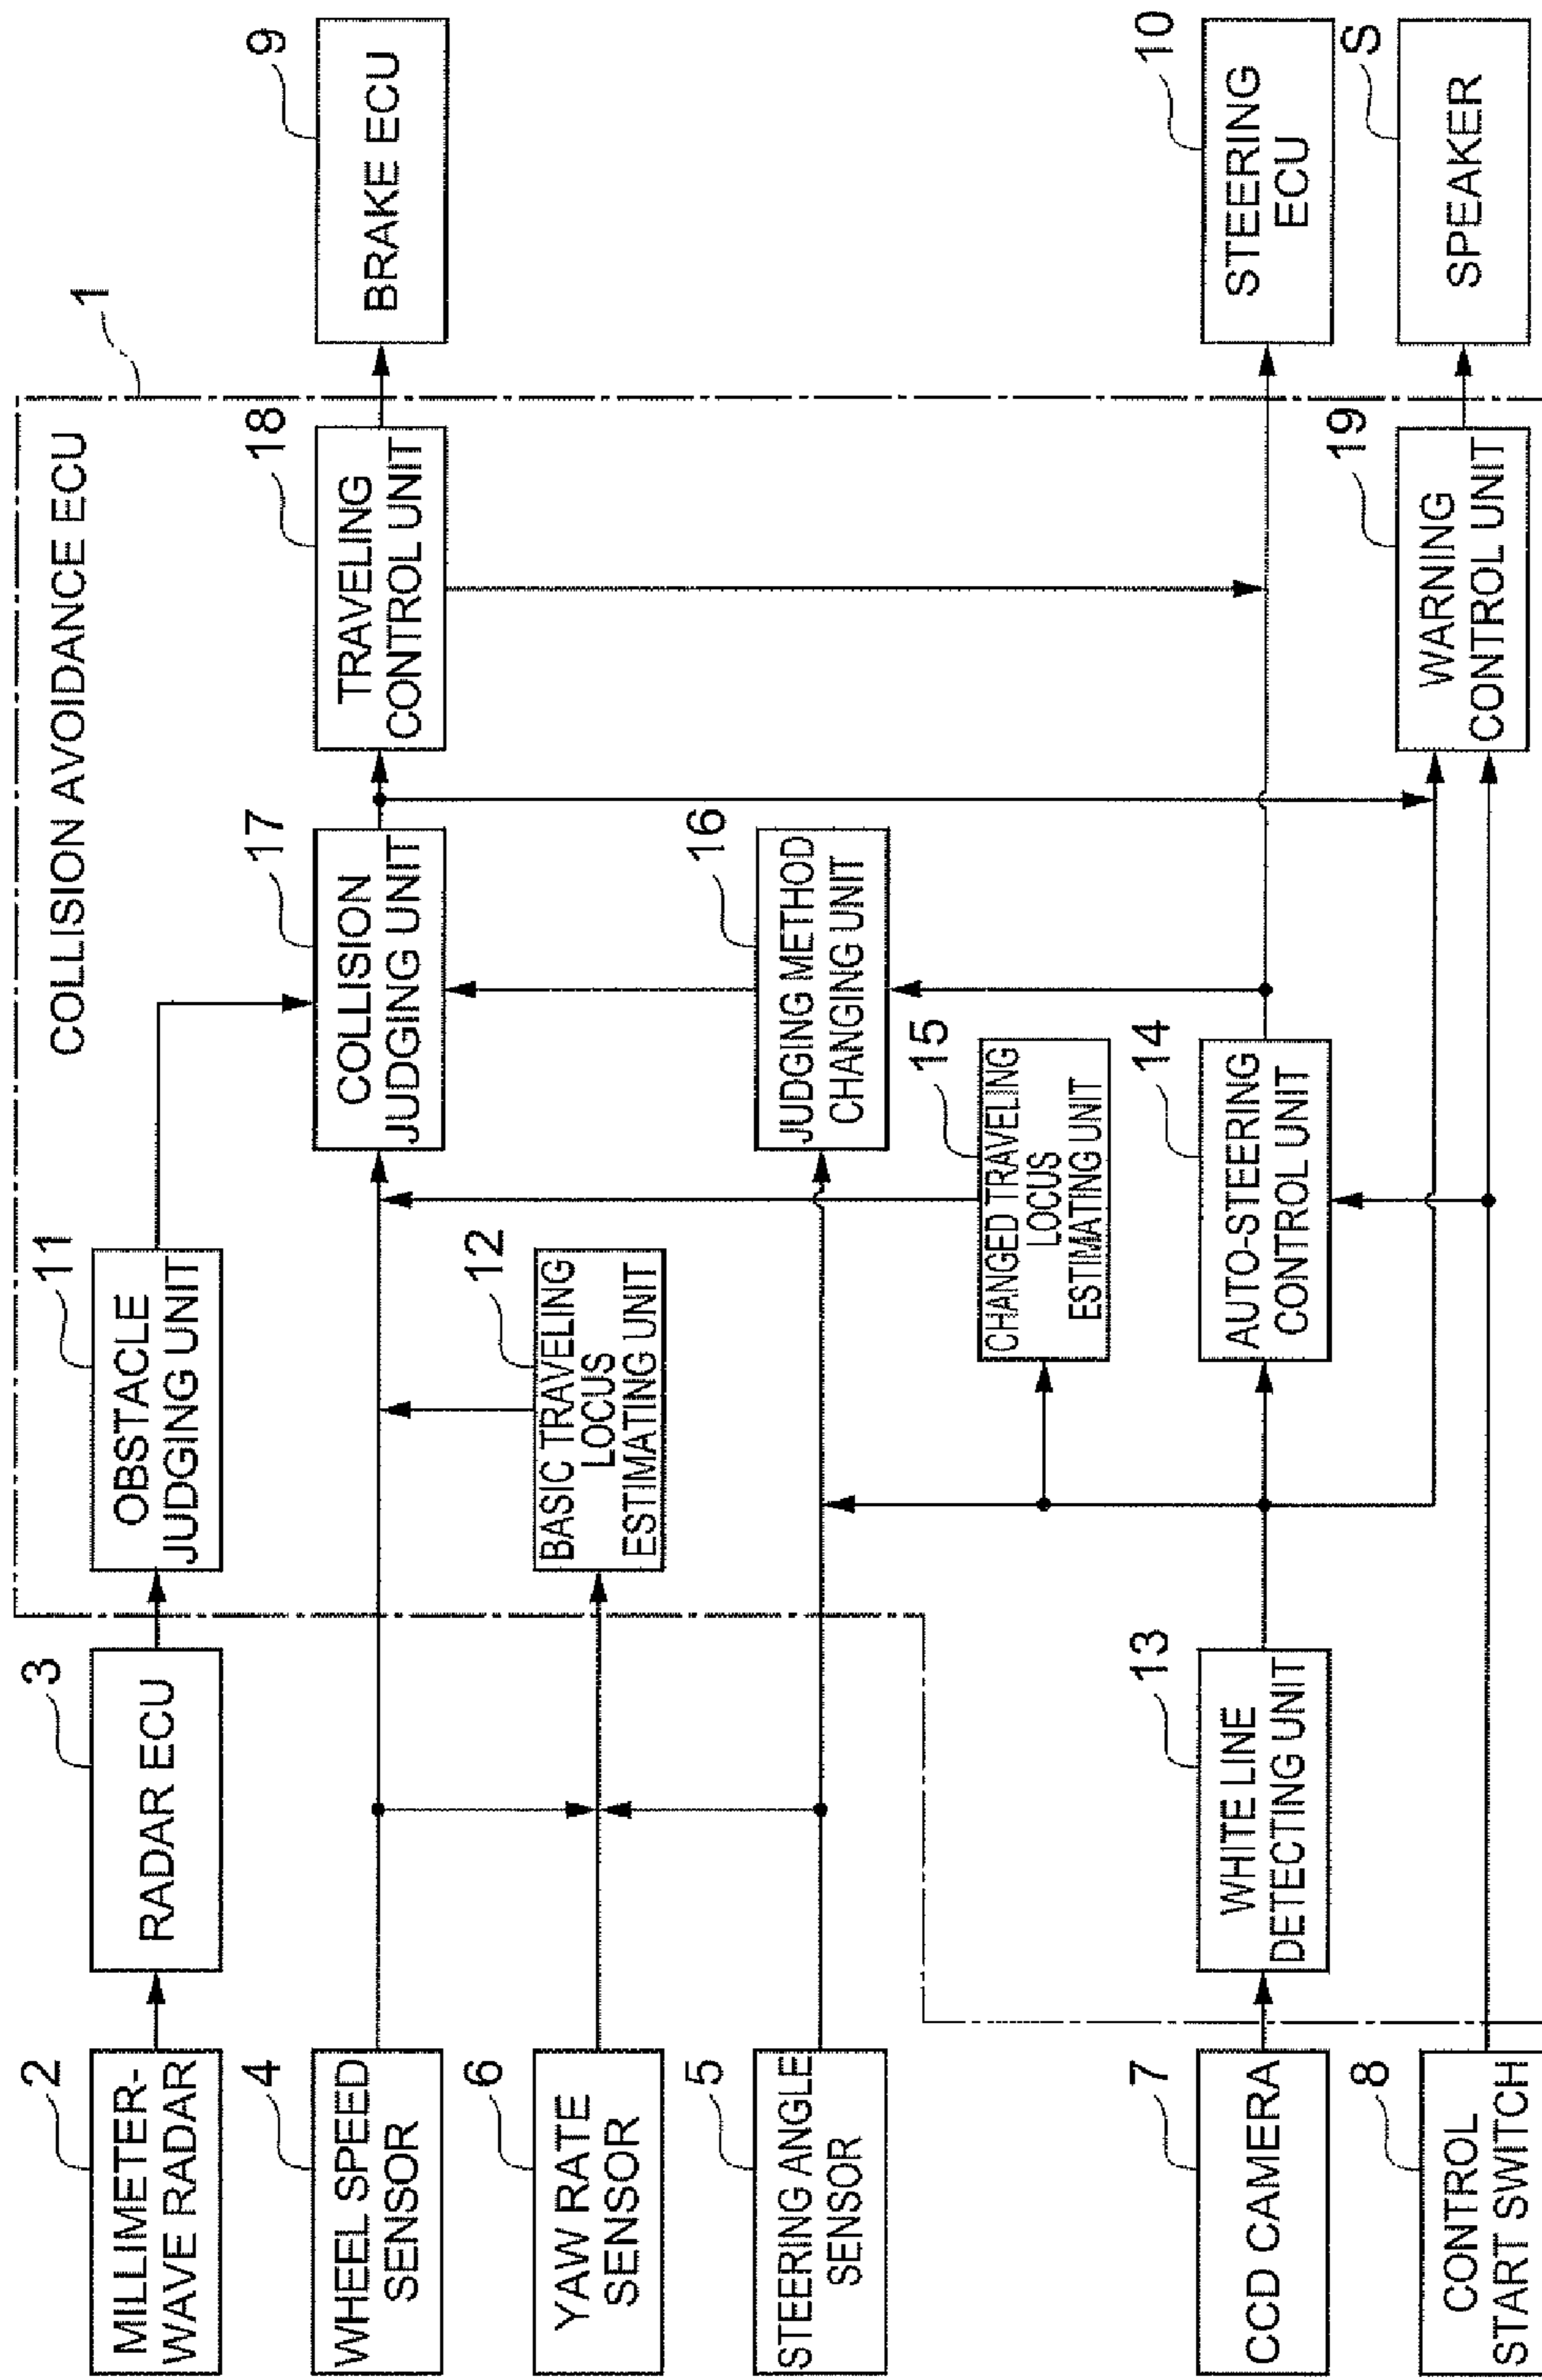 COLLISION AVOIDANCE ECU
1
2
MILLIMETER-
WAVE RADAR
3
RADAR ECU
11
OBSTACLE
JUDGING UNIT
4
WHEEL SPEED
SENSOR
17
COLLISION
JUDGING UNIT
18
TRAVELING
CONTROL UNIT
9
BRAKE ECU
6
YAW RATE
SENSOR
12
BASIC TRAVELING
LOCUS
ESTIMATING UNIT
5
STEERING ANGLE
SENSOR
16
JUDGING METHOD
CHANGING UNIT
15
CHANGED TRAVELING
LOCUS
ESTIMATING UNIT
7
CCD CAMERA
13
WHITE LINE
DETECTING UNIT
14
AUTO-STEERING
CONTROL UNIT
10
STEERING
ECU
8
CONTROL
START SWITCH
19
WARNING
CONTROL UNIT
S
SPEAKER